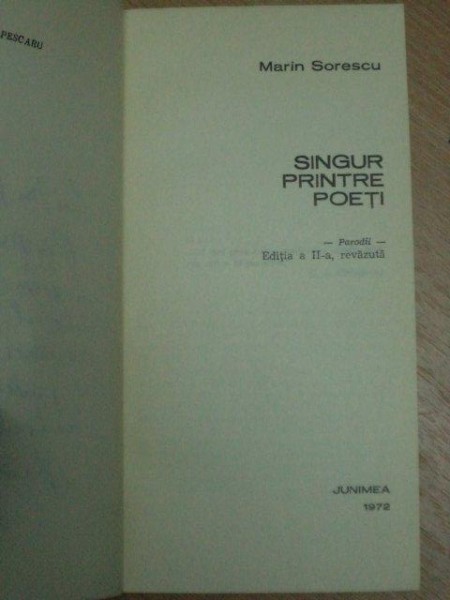 PESCARU
Marin Sorescu
SINGUR
PRINTRE
POEȚI
— Parodii —
Ediția a II-a, revăzută
JUNIMEA
1972